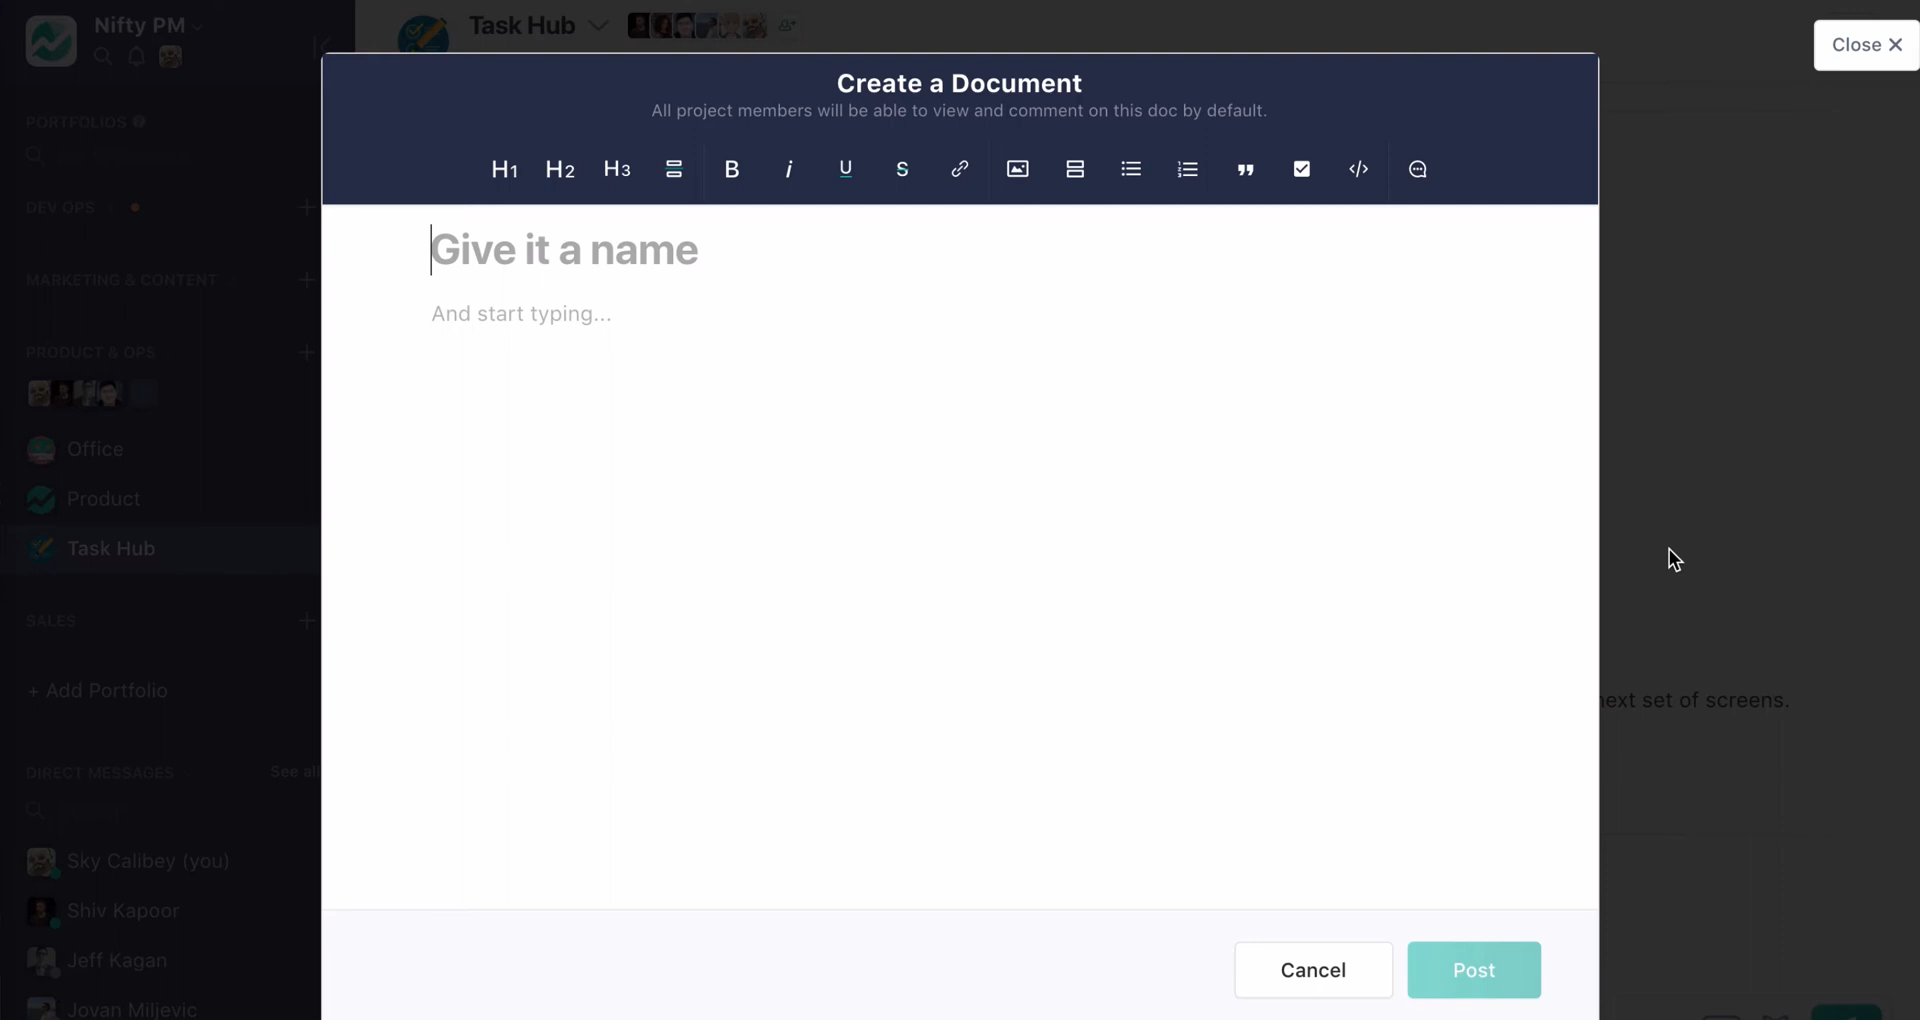 Nifty PM
Task Hub
Close ✕
Create a Document
All project members will be able to view and comment on this doc by default.
H1 H2 H3 B i U S
Give it a name
And start typing...
PORTFOLIOS
DEV OPS
MARKETING & CONTENT
PRODUCT & OPS
Office
Product
Task Hub
SALES
+ Add Portfolio
next set of screens.
DIRECT MESSAGES
See all
Sky Calibey (you)
Shiv Kapoor
Jeff Kagan
Jovan Miljevic
Cancel
Post